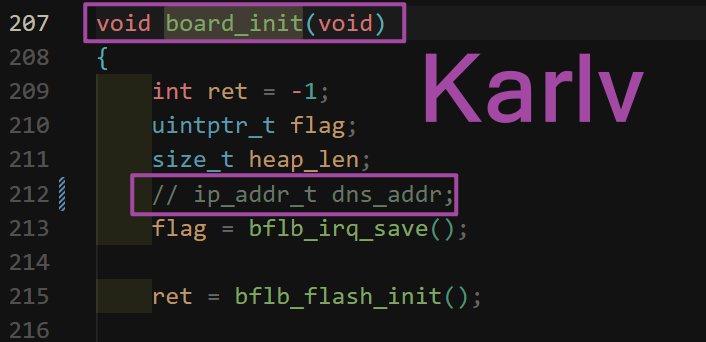 207 void board_init(void)
208 {
Karlv
209 int ret = -1;
210 uintptr_t flag;
211 size_t heap_len;
212 // ip_addr_t dns_addr;
213 flag = bflb_irq_save();
214
215 ret = bflb_flash_init();
216